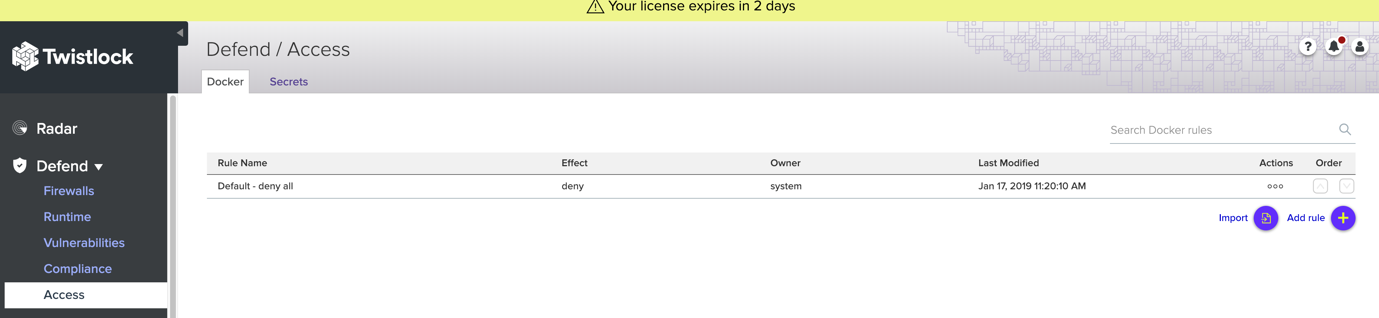 Your license expires in 2 days
Twistlock
Defend / Access
?
Docker Secrets
Radar
Defend
Firewalls
Runtime
Vulnerabilities
Compliance
Access
Search Docker rules
Rule Name Effect Owner Last Modified Actions Order
Default - deny all deny system Jan 17, 2019 11:20:10 AM
Import Add rule